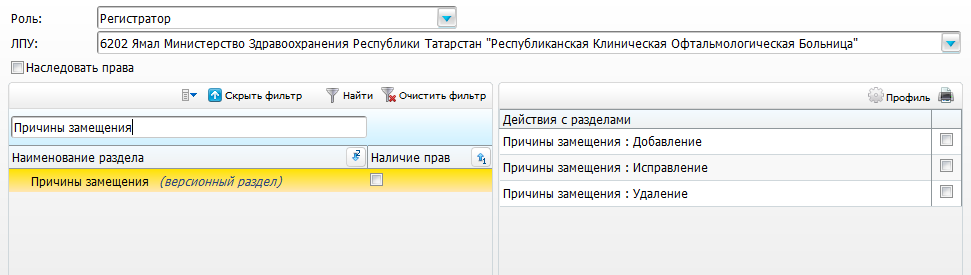 Роль: Регистратор
ЛПУ: 6202 Ямал Министерство Здравоохранения Республики Татарстан "Республиканская Клиническая Офтальмологическая Больница"
Наследовать права
Скрыть фильтр Найти Очистить фильтр
Причины замещения
Наименование раздела 2 Наличие прав 1
Причины замещения (версионный раздел)
Профиль
Действия с разделами
Причины замещения : Добавление
Причины замещения : Исправление
Причины замещения : Удаление